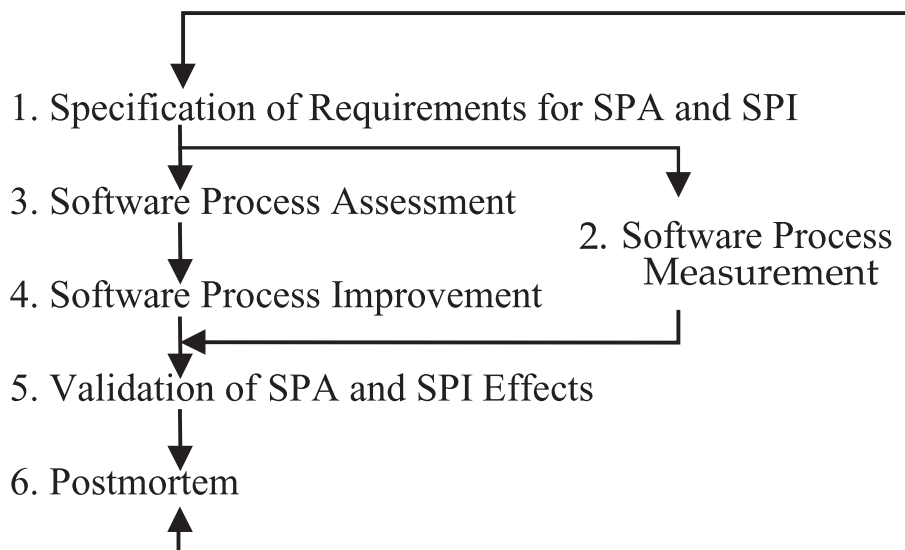 1. Specification of Requirements for SPA and SPI
3. Software Process Assessment
2. Software Process
Measurement
4. Software Process Improvement
5. Validation of SPA and SPI Effects
6. Postmortem